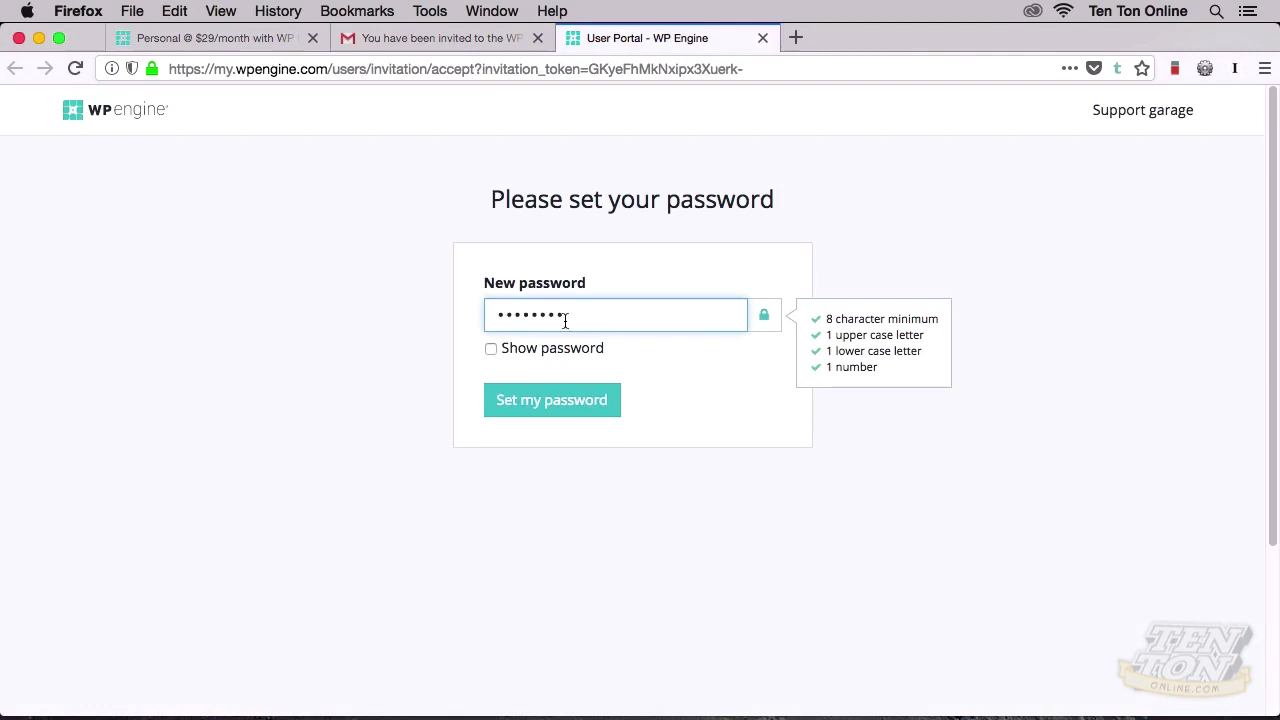 Firefox File Edit View History Bookmarks Tools Window Help Ten Ton Online
Personal @ $29/month with WP You have been invited to the WP User Portal - WP Engine
https://my.wpengine.com/users/invitation/accept?invitation_token=GKyeFhMkNxipx3Xuerk-
WPengine Support garage
Please set your password
New password
8 character minimum
1 upper case letter
1 lower case letter
1 number
Show password
Set my password
TEN
TON
ONLINE.COM